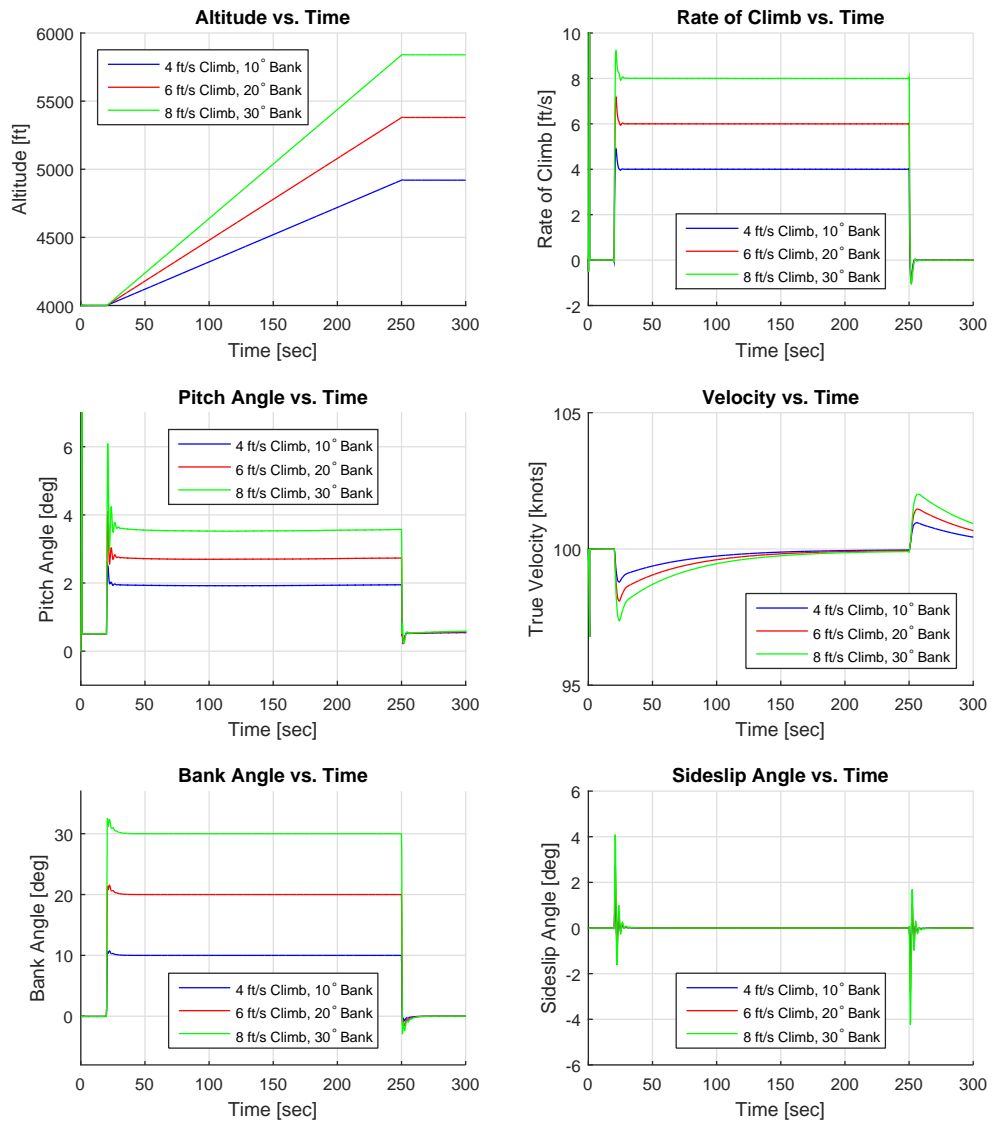 Altitude vs. Time
6000
5500
5000
4500
4000
Altitude [ft]
4 ft/s Climb, 10° Bank
6 ft/s Climb, 20° Bank
8 ft/s Climb, 30° Bank
0 50 100 150 200 250 300
Time [sec]
Rate of Climb vs. Time
10
8
6
4
2
0
-2
Rate of Climb [ft/s]
4 ft/s Climb, 10° Bank
6 ft/s Climb, 20° Bank
8 ft/s Climb, 30° Bank
0 50 100 150 200 250 300
Time [sec]
Pitch Angle vs. Time
6
4
2
0
Pitch Angle [deg]
4 ft/s Climb, 10° Bank
6 ft/s Climb, 20° Bank
8 ft/s Climb, 30° Bank
0 50 100 150 200 250 300
Time [sec]
Velocity vs. Time
105
100
95
True Velocity [knots]
4 ft/s Climb, 10° Bank
6 ft/s Climb, 20° Bank
8 ft/s Climb, 30° Bank
0 50 100 150 200 250 300
Time [sec]
Bank Angle vs. Time
30
20
10
0
Bank Angle [deg]
4 ft/s Climb, 10° Bank
6 ft/s Climb, 20° Bank
8 ft/s Climb, 30° Bank
0 50 100 150 200 250 300
Time [sec]
Sideslip Angle vs. Time
6
4
2
0
-2
-4
-6
Sideslip Angle [deg]
4 ft/s Climb, 10° Bank
6 ft/s Climb, 20° Bank
8 ft/s Climb, 30° Bank
0 50 100 150 200 250 300
Time [sec]